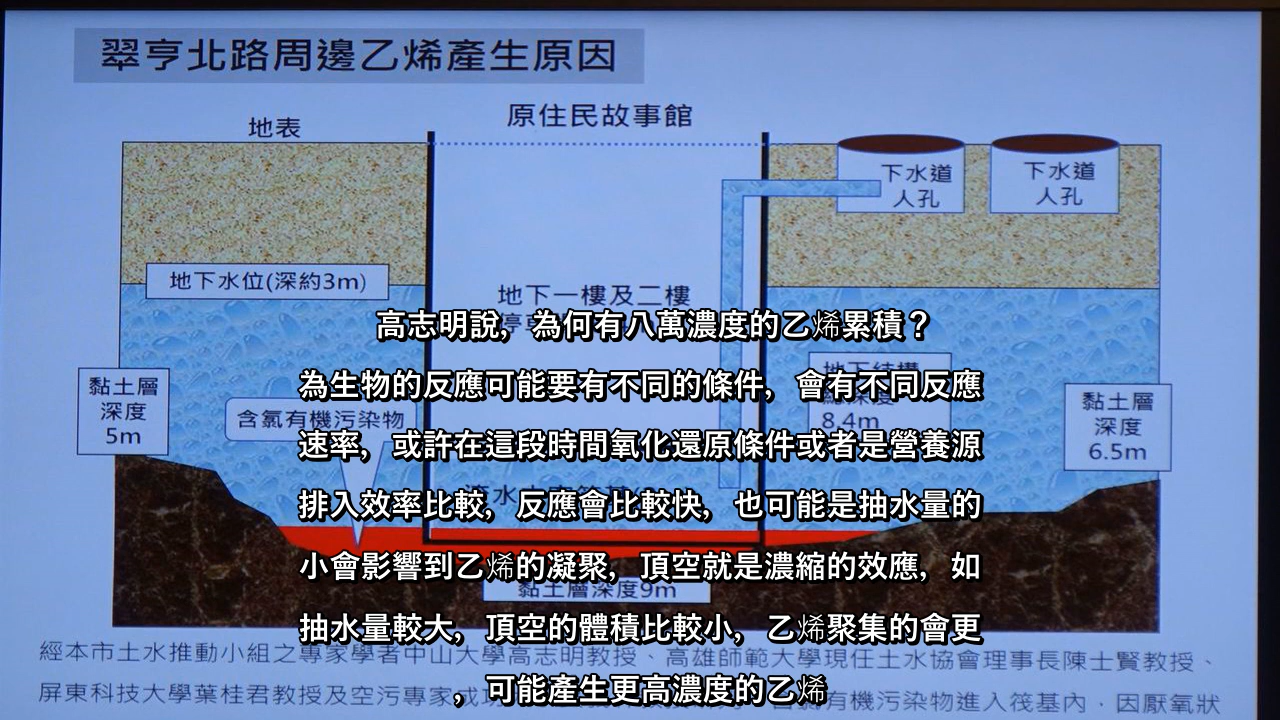 翠亨北路周邊乙烯產生原因
原住民故事館
地表
下水道
人孔
下水道
人孔
地下水位(深約3m)
地下一樓及二樓
高志明說，為何有八萬濃度的乙烯累積？
為生物的反應可能要有不同的條件，會有不同反應
速率，或許在這段時間氧化還原條件或者是營養源
排入效率比較，反應會比較快，也可能是抽水量的
小會影響到乙烯的凝聚，頂空就是濃縮的效應，如
抽水量較大，頂空的體積比較小，乙烯聚集的會更
，可能產生更高濃度的乙烯
黏土層
深度
5m
含氯有機污染物
8.4m
黏土層
深度
6.5m
黏土層深度9m
經本市土水推動小組之專家學者中山大學高志明教授、高雄師範大學現任土水協會理事長陳士賢教授、
屏東科技大學葉桂君教授及空污專家成功
有機污染物進入筏基內，因厭氧狀